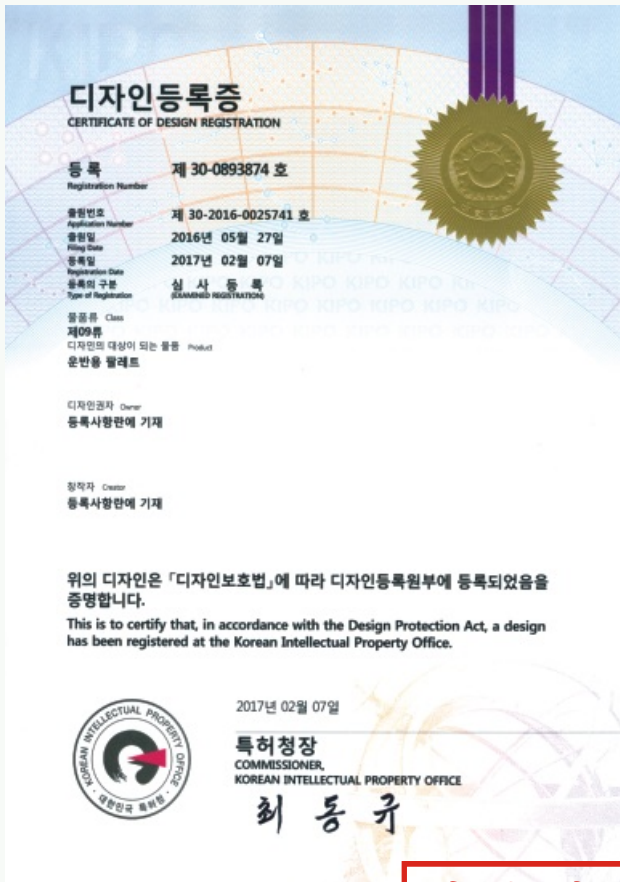 디자인등록증
CERTIFICATE OF DESIGN REGISTRATION
등 록 제 30-0893874 호
Registration Number
출원번호 제 30-2016-0025741 호
Application Number
출원일 2016년 05월 27일
Filing Date
등록일 2017년 02월 07일
Registration Date
등록의 구분 심 사 등 록
Type of Registration (EXAMINED REGISTRATION)
물품류 Class
제09류
디자인의 대상이 되는 물품 Product
운반용 팔레트
디자인권자 Owner
등록사항란에 기재
창작자 Creator
등록사항란에 기재
위의 디자인은 「디자인보호법」에 따라 디자인등록원부에 등록되었음을
증명합니다.
This is to certify that, in accordance with the Design Protection Act, a design
has been registered at the Korean Intellectual Property Office.
2017년 02월 07일
특허청장
COMMISSIONER,
KOREAN INTELLECTUAL PROPERTY OFFICE
최 동 규
KOREAN INTELLECTUAL PROPERTY OFFICE
대한민국 특허청